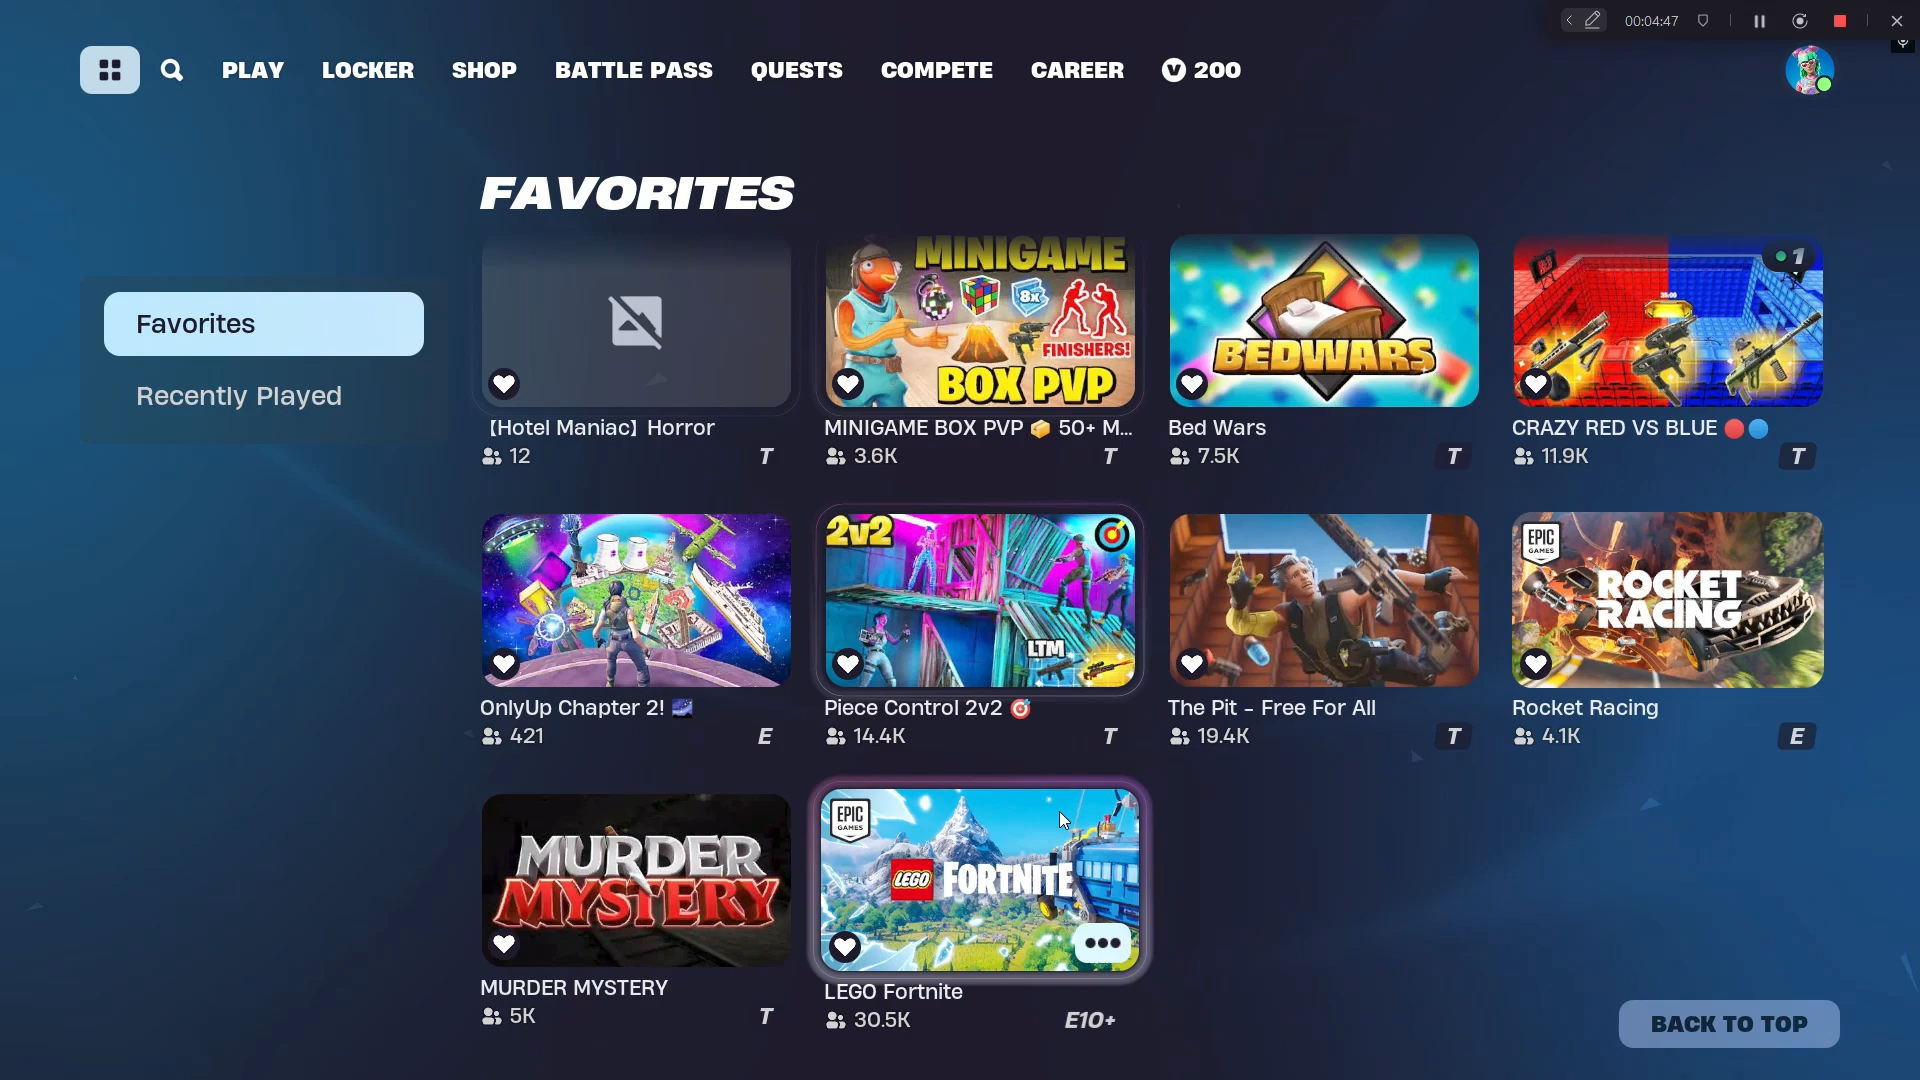 00:04:47
PLAY LOCKER SHOP BATTLE PASS QUESTS COMPETE CAREER V 200
FAVORITES
Favorites
Recently Played
MINIGAME
8x
FINISHERS!
BOX PVP
BEDWARS
1
【Hotel Maniac】Horror
12 T
MINIGAME BOX PVP 📦 50+ M...
3.6K T
Bed Wars
7.5K T
CRAZY RED VS BLUE 🔴🔵
11.9K T
2v2
LTM
EPIC
GAMES
ROCKET
RACING
OnlyUp Chapter 2! 🌌
421 E
Piece Control 2v2 🎯
14.4K T
The Pit - Free For All
19.4K T
Rocket Racing
4.1K E
MURDER
MYSTERY
EPIC
GAMES
LEGO FORTNITE
MURDER MYSTERY
5K T
LEGO Fortnite
30.5K E10+
BACK TO TOP